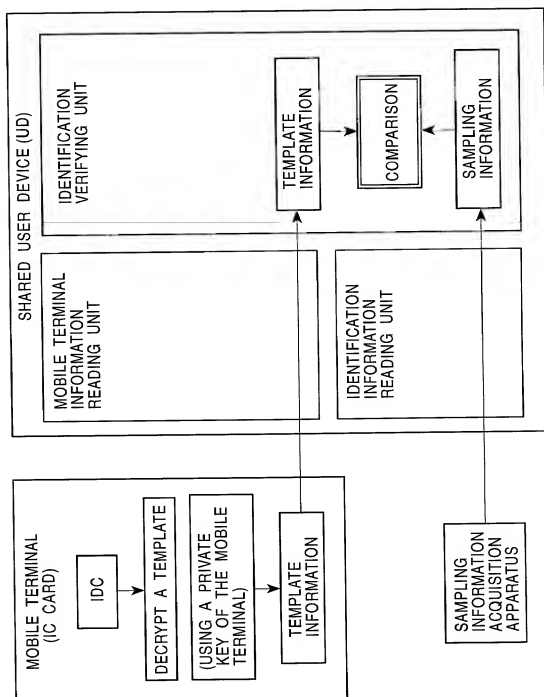 MOBILE TERMINAL
(IC CARD)
IDC
DECRYPT A TEMPLATE
(USING A PRIVATE
KEY OF THE MOBILE
TERMINAL)
TEMPLATE
INFORMATION
SAMPLING
INFORMATION
ACQUISITION
APPARATUS
SHARED USER DEVICE (UD)
MOBILE TERMINAL
INFORMATION
READING UNIT
IDENTIFICATION
INFORMATION
READING UNIT
IDENTIFICATION
VERIFYING UNIT
TEMPLATE
INFORMATION
COMPARISON
SAMPLING
INFORMATION